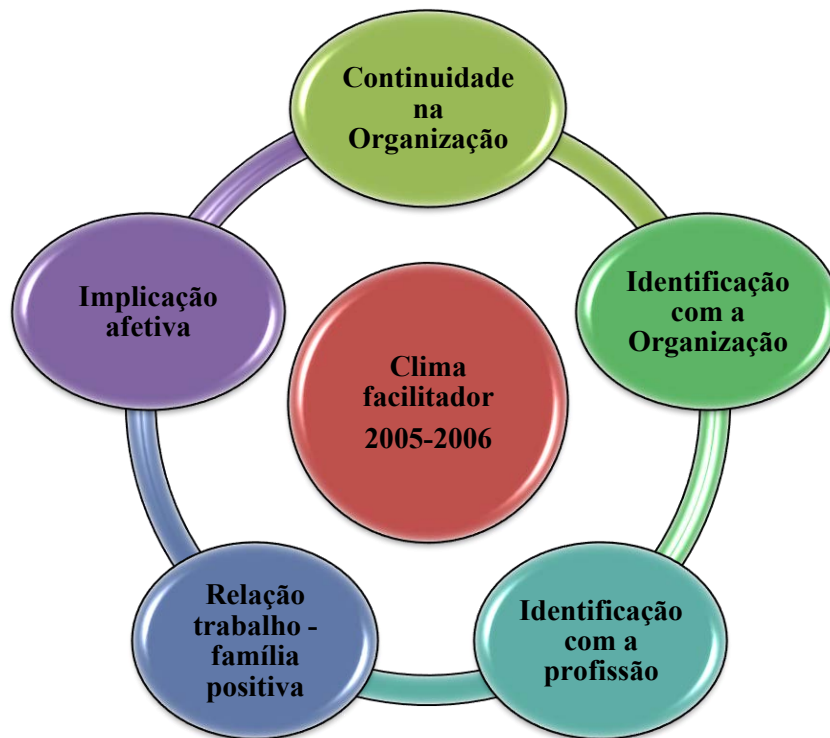 Continuidade
na
Organização
Identificação
com a
Organização
Identificação
com a
profissão
Relação
trabalho -
família
positiva
Implicação
afetiva
Clima
facilitador
2005-2006